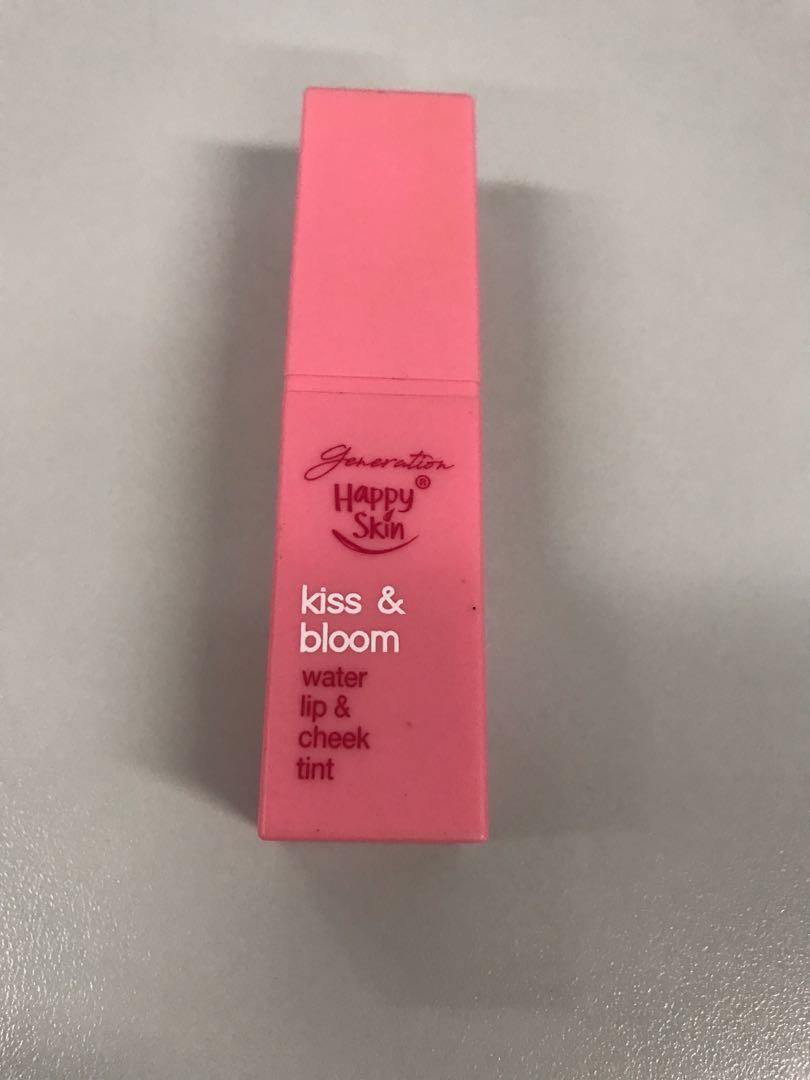 Generation
Happy®
Skin
kiss &
bloom
water
lip &
cheek
tint